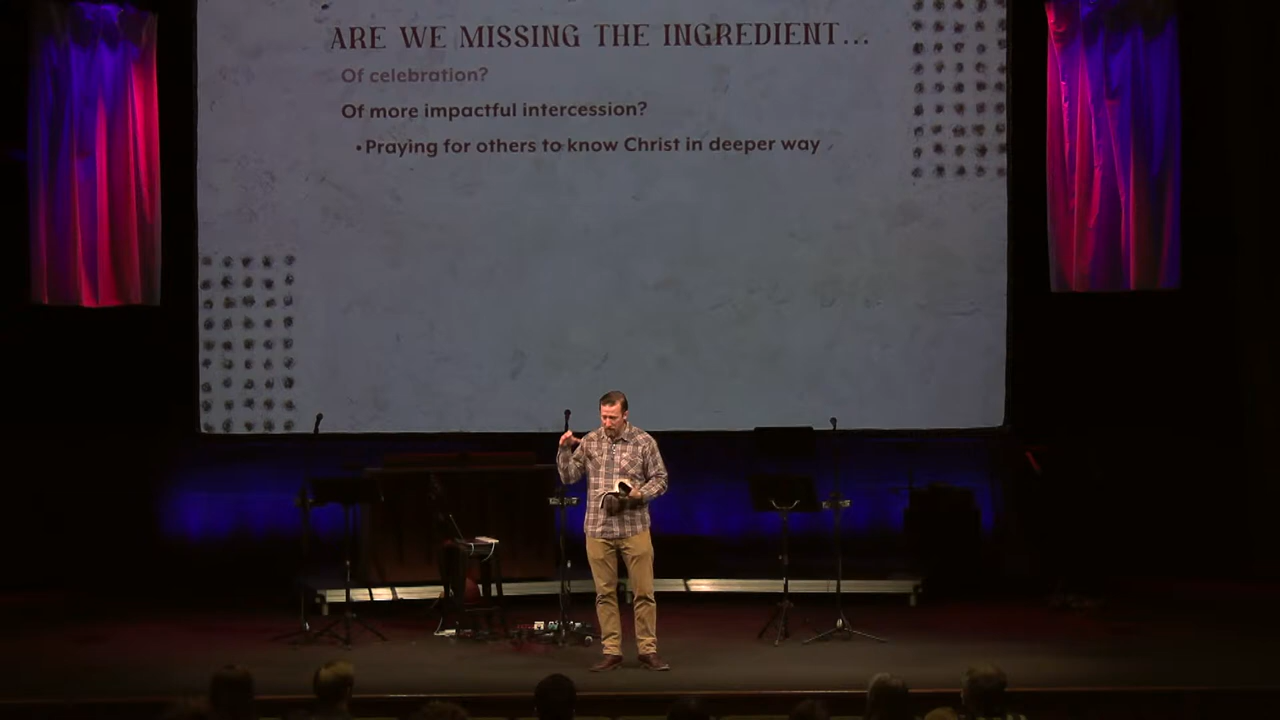 ARE WE MISSING THE INGREDIENT...
Of celebration?
Of more impactful intercession?
• Praying for others to know Christ in deeper way